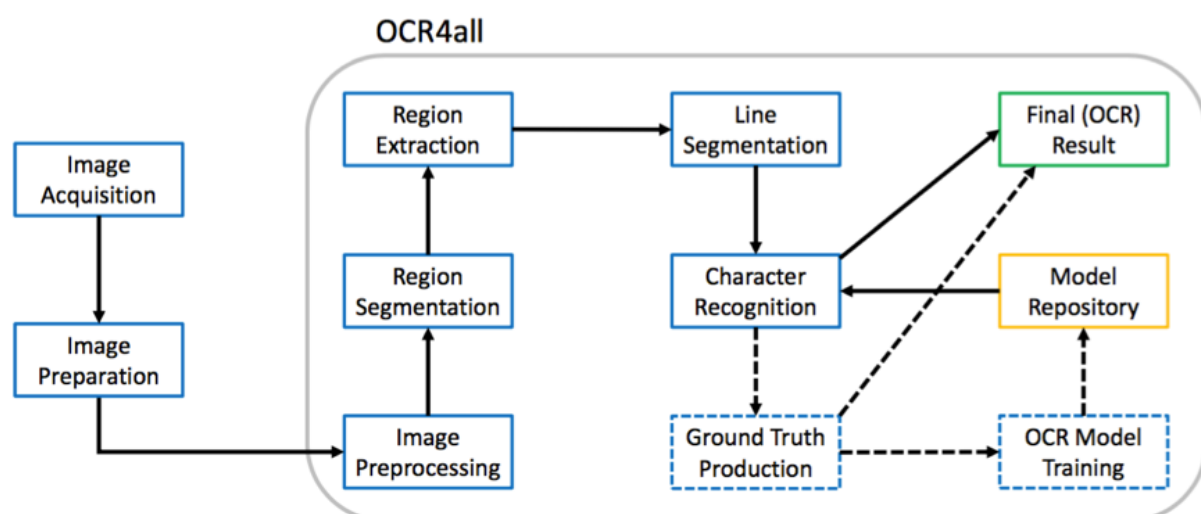 OCR4all
Image
Acquisition
Image
Preparation
Image
Preprocessing
Region
Segmentation
Region
Extraction
Line
Segmentation
Character
Recognition
Ground Truth
Production
OCR Model
Training
Model
Repository
Final (OCR)
Result